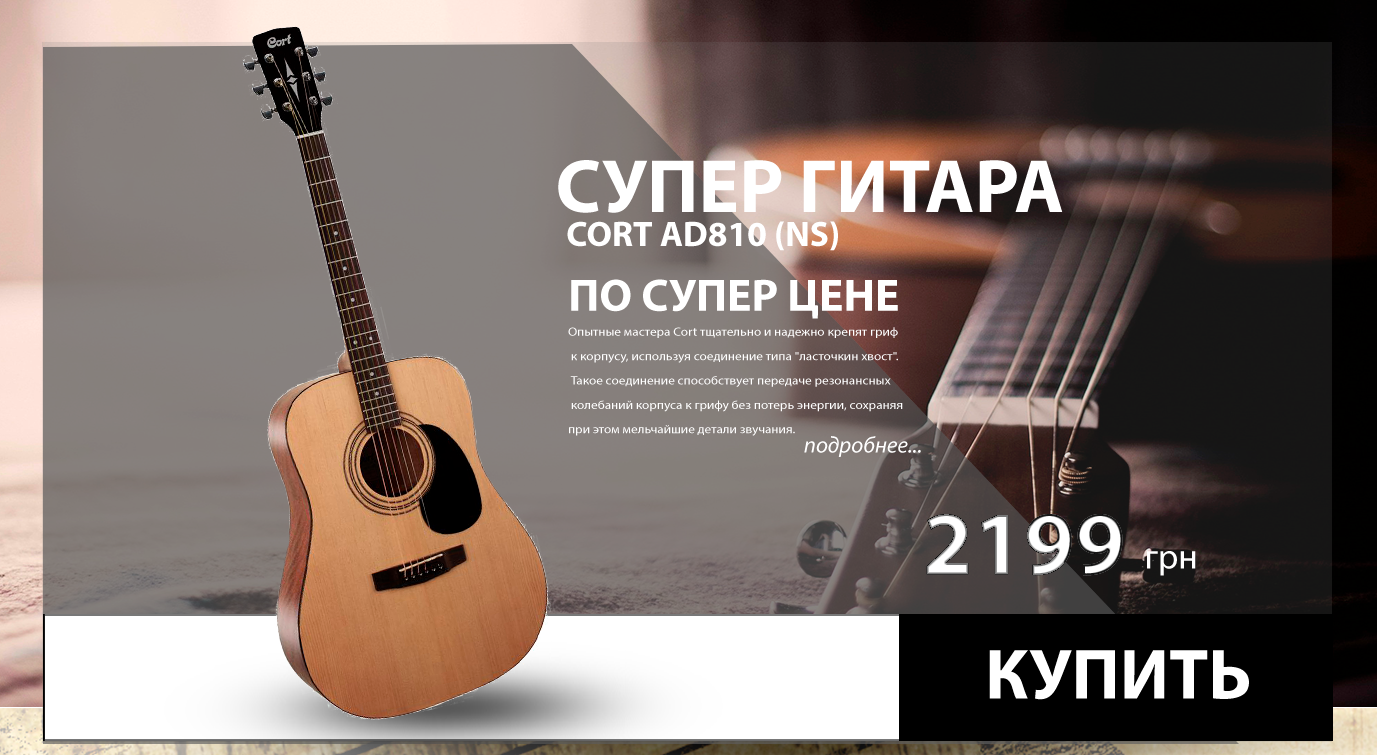 Cort
СУПЕР ГИТАРА
CORT AD810 (NS)
ПО СУПЕР ЦЕНЕ
Опытные мастера Cort тщательно и надежно крепят гриф
к корпусу, используя соединение типа "ласточкин хвост".
Такое соединение способствует передаче резонансных
колебаний корпуса к грифу без потерь энергии, сохраняя
при этом мельчайшие детали звучания.
подробнее...
2199 грн
КУПИТЬ